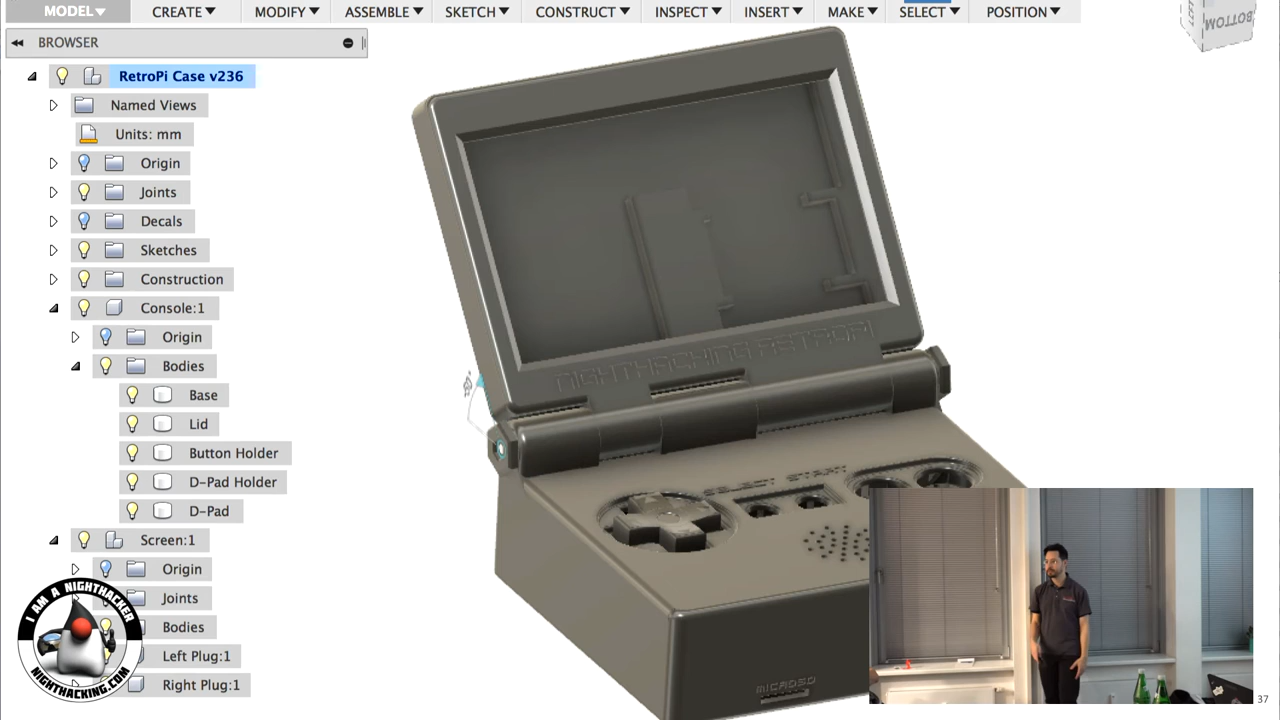 MODEL
CREATE
MODIFY
ASSEMBLE
SKETCH
CONSTRUCT
INSPECT
INSERT
MAKE
SELECT
POSITION
BOTTOM
BROWSER
RetroPi Case v236
Named Views
Units: mm
Origin
Joints
Decals
Sketches
Construction
Console:1
Origin
Bodies
Base
Lid
Button Holder
D-Pad Holder
D-Pad
Screen:1
Origin
Joints
Bodies
Left Plug:1
Right Plug:1
NIGHTHACKING RETROPI
SELECT START
MICROSD
I AM A NIGHTHACKER
NIGHTHACKING.COM
37